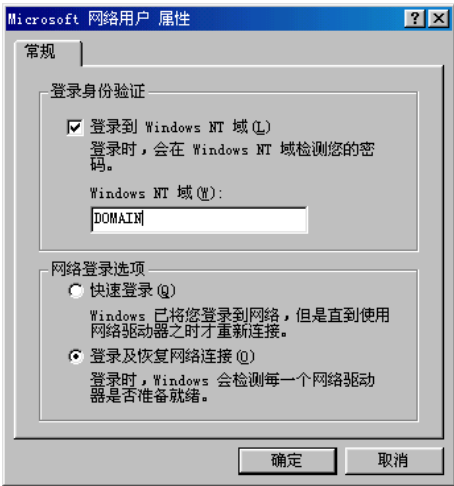 Microsoft 网络用户 属性
常规
登录身份验证
登录到 Windows NT 域(L)
登录时，会在 Windows NT 域检测您的密
码。
Windows NT 域(W):
DOMAIN
网络登录选项
快速登录(Q)
Windows 已将您登录到网络，但是直到使用
网络驱动器之时才重新连接。
登录及恢复网络连接(O)
登录时，Windows 会检测每一个网络驱动
器是否准备就绪。
确定 取消